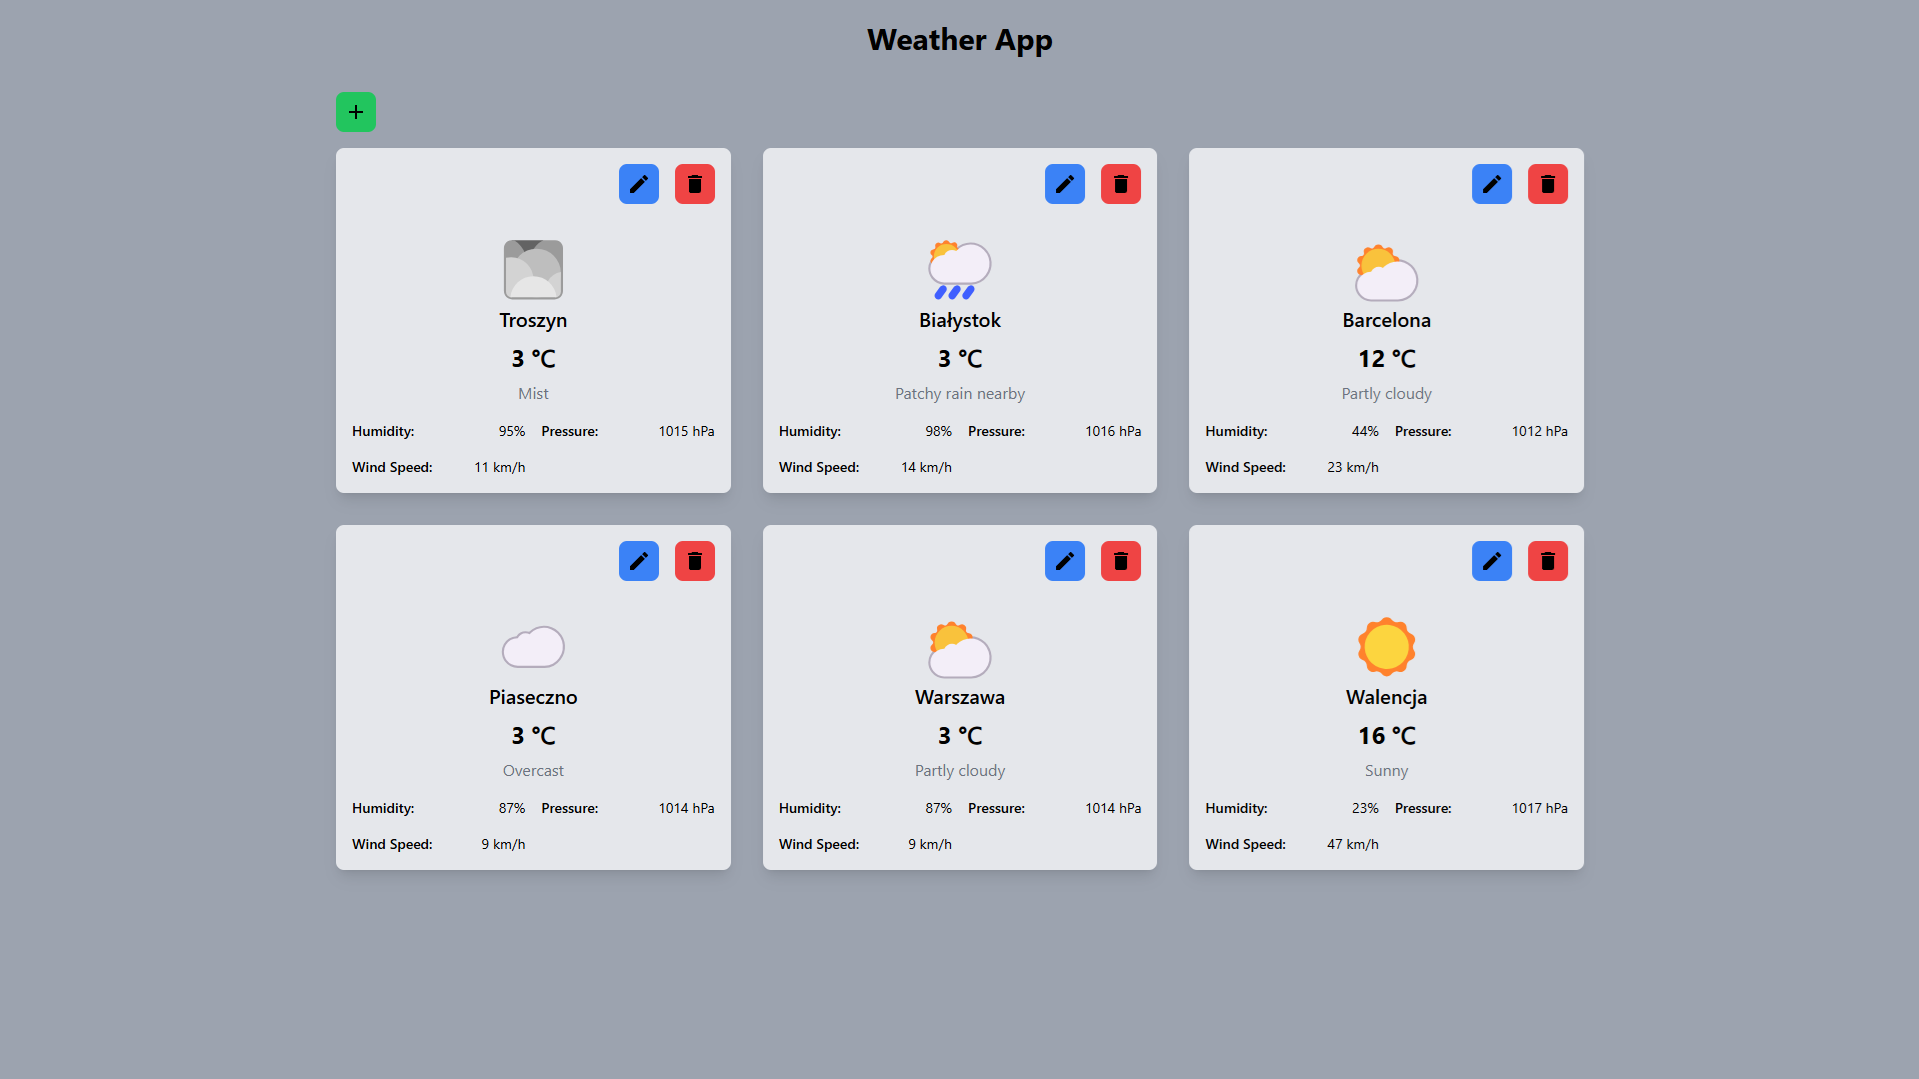 Weather App
Troszyn
3 °C
Mist
Humidity: 95% Pressure: 1015 hPa
Wind Speed: 11 km/h
Białystok
3 °C
Patchy rain nearby
Humidity: 98% Pressure: 1016 hPa
Wind Speed: 14 km/h
Barcelona
12 °C
Partly cloudy
Humidity: 44% Pressure: 1012 hPa
Wind Speed: 23 km/h
Piaseczno
3 °C
Overcast
Humidity: 87% Pressure: 1014 hPa
Wind Speed: 9 km/h
Warszawa
3 °C
Partly cloudy
Humidity: 87% Pressure: 1014 hPa
Wind Speed: 9 km/h
Walencja
16 °C
Sunny
Humidity: 23% Pressure: 1017 hPa
Wind Speed: 47 km/h